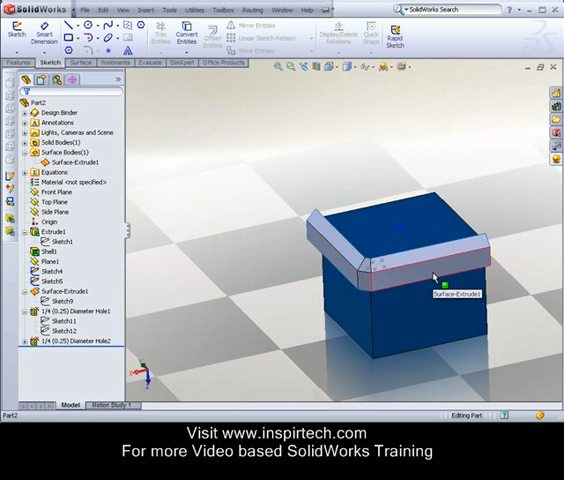 SolidWorks
File Edit View Insert Tools Toolbox Routing Window Help
SolidWorks Search
Sketch
Smart Dimension
Trim Entities
Convert Entities
Offset Entities
Mirror Entities
Linear Sketch Pattern
Move Entities
Display/Delete Relations
Quick Snaps
Rapid Sketch
Features Sketch Surface Weldments Evaluate DimXpert Office Products
Part2
Design Binder
Annotations
Lights, Cameras and Scene
Solid Bodies(1)
Surface Bodies(1)
Surface-Extrude1
Equations
Material <not specified>
Front Plane
Top Plane
Side Plane
Origin
Extrude1
Sketch1
Shell1
Plane1
Sketch4
Sketch5
Surface-Extrude1
Sketch9
1/4 (0.25) Diameter Hole1
Sketch11
Sketch12
1/4 (0.25) Diameter Hole2
Surface-Extrude1
Model Motion Study 1
Part2 Editing Part
Visit www.inspirtech.com
For more Video based SolidWorks Training